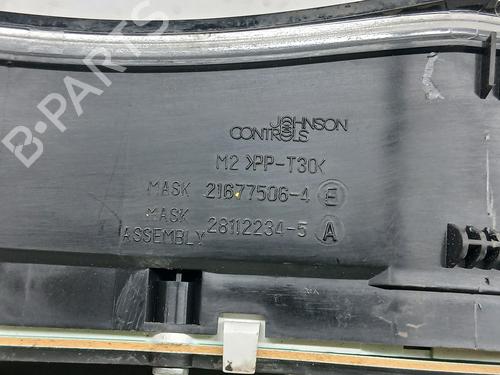 JOHNSON
CONTROLS
M2 >PP-T30<
MASK 21677506-4 E
MASK
ASSEMBLY 28112234-5 A
B-PARTS